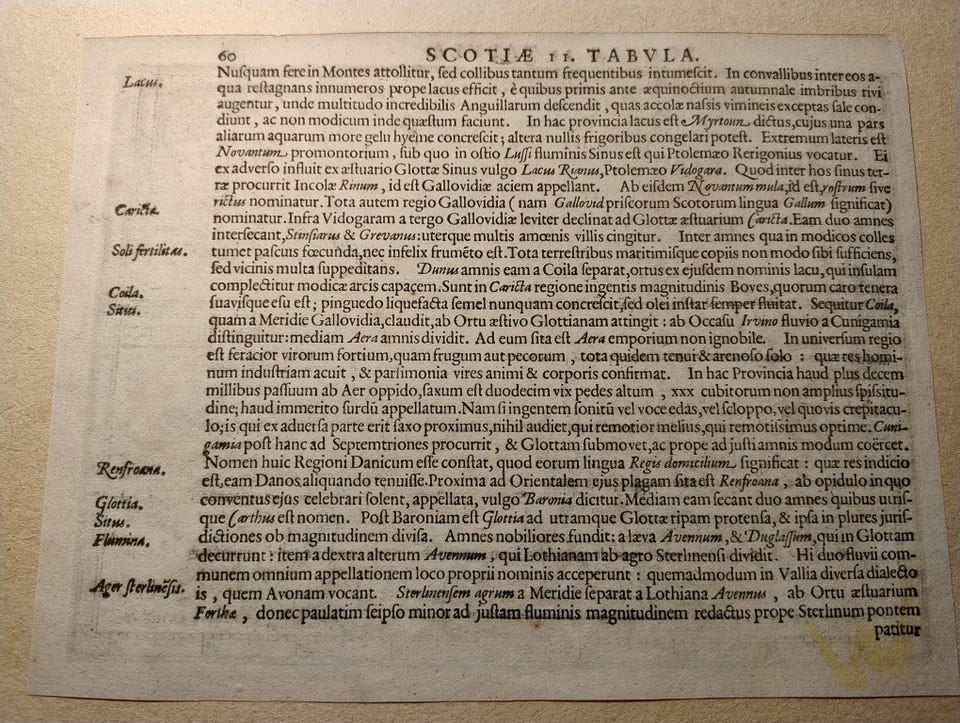 60 SCOTIÆ II. TABVLA.
Nusquam fere in Montes attollitur, sed collibus tantum frequentibus intumescit. In convallibus inter eos a-
Lacus. qua restagnans innumeros prope lacus efficit, è quibus primis ante æquinoctium autumnale imbribus rivi
augentur, unde multitudo incredibilis Anguillarum descendit, quas accolæ nassis vimineis exceptas sale con-
diunt, ac non modicum inde quæstum faciunt. In hac provincia lacus est Myrtoun dictus, cujus una pars
aliarum aquarum more gelu hyeme concrescit; altera nullis frigoribus congelari potest. Extremum lateris est
Novantum promontorium, sub quo in ostio Lussi fluminis Sinus est qui Ptolemæo Rerigonius vocatur. Ei
ex adverso influit ex æstuario Glottæ Sinus vulgo Lacus Rianus, Ptolemæo Vidogara. Quod inter hos sinus ter-
ræ procurrit Incolæ Rinum, id est Gallovidiæ aciem appellant. Ab eisdem Novantum mula, id est, rostrum sive
rictus nominatur. Tota autem regio Gallovidia (nam Gallovid priscorum Scotorum lingua Gallum significat)
Caricta. nominatur. Infra Vidogaram a tergo Gallovidiæ leviter declinat ad Glottæ æstuarium Caricta. Eam duo amnes
intersecant, Stinsiarus & Grevanus: uterque multis amœnis villis cingitur. Inter amnes qua in modicos colles
Soli fertilitas. tumet pascuis fœcunda, nec infelix frumēto est. Tota terrestribus maritimisque copiis non modo sibi sufficiens,
sed vicinis multa suppeditans. Dunus amnis eam a Coila separat, ortus ex ejusdem nominis lacu, qui insulam
complectitur modicæ arcis capacem. Sunt in Caricta regione ingentis magnitudinis Boves, quorum caro tenera
Coila. suavisque esu est; pinguedo liquefacta semel nunquam concrescit, sed olei instar semper fluitat. Sequitur Coila,
Situs. quam a Meridie Gallovidia, claudit, ab Ortu æstivo Glottianam attingit: ab Occasu Irvino fluvio a Cunigamia
distinguitur: mediam Aera amnis dividit. Ad eum sita est Aera emporium non ignobile. In universum regio
est feracior virorum fortium, quam frugum aut pecorum, tota quidem tenui & arenoso solo: quæ res homi-
num industriam acuit, & parsimonia vires animi & corporis confirmat. In hac Provincia haud plus decem
millibus passuum ab Aer oppido, saxum est duodecim vix pedes altum, xxx cubitorum non amplius spissitu-
dine; haud immerito surdū appellatum. Nam si ingentem sonitū vel voce edas, vel scloppo, vel quovis crepitacu-
lo; is qui ex adversa parte erit saxo proximus, nihil audiet, qui remotior melius, qui remotissimus optime. Cuni-
gamia post hanc ad Septemtriones procurrit, & Glottam submovet, ac prope ad justi amnis modum coërcet.
Renfroana. Nomen huic Regioni Danicum esse constat, quod eorum lingua Regis domicilium significat: quæ res indicio
est, eam Danos aliquando tenuisse. Proxima ad Orientalem ejus plagam sita est Renfroana, ab opidulo in quo
Glottia. conventus ejus celebrari solent, appellata, vulgo Baronia dicitur. Mediam eam secant duo amnes quibus utris-
Situs. que Carthus est nomen. Post Baroniam est Glottia ad utramque Glottæ ripam protensa, & ipsa in plures juris-
Flumina. dictiones ob magnitudinem divisa. Amnes nobiliores fundit: a læva Avennum, & Duglassium, qui in Glottam
decurrunt: item a dextra alterum Avennum, qui Lothianam ab agro Sterlinensi dividit. Hi duo fluvii com-
munem omnium appellationem loco proprii nominis acceperunt: quemadmodum in Vallia diversa dialecto
Ager sterlinēsis. is, quem Avonam vocant. Sterlinensem agrum a Meridie separat a Lothiana Avennus, ab Ortu æstuarium
Forthæ, donec paulatim seipso minor ad justam fluminis magnitudinem redactus prope Sterlinum pontem
patitur